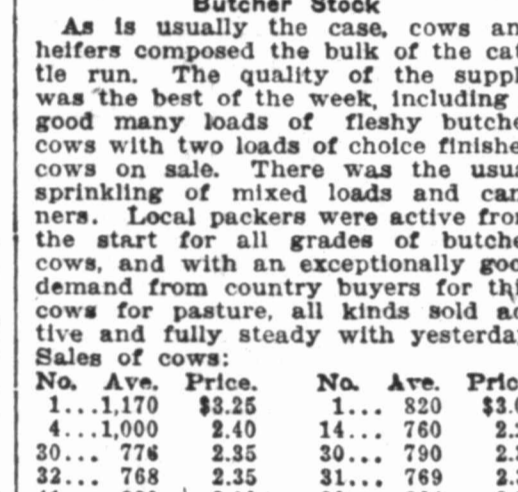 Butcher Stock
As is usually the case, cows an
heifers composed the bulk of the cat
tle run. The quality of the suppl
was the best of the week, including
good many loads of fleshy butche
cows with two loads of choice finishe
cows on sale. There was the usua
sprinkling of mixed loads and can
ners. Local packers were active from
the start for all grades of butche
cows, and with an exceptionally goo
demand from country buyers for thi
cows for pasture, all kinds sold ac
tive and fully steady with yesterda
Sales of cows:
No. Ave. Price. No. Ave. Pric
1...1,170 $3.25 1... 820 $3.
4...1,000 2.40 14... 760 2.
30... 776 2.35 30... 790 2.
32... 768 2.35 31... 769 2.